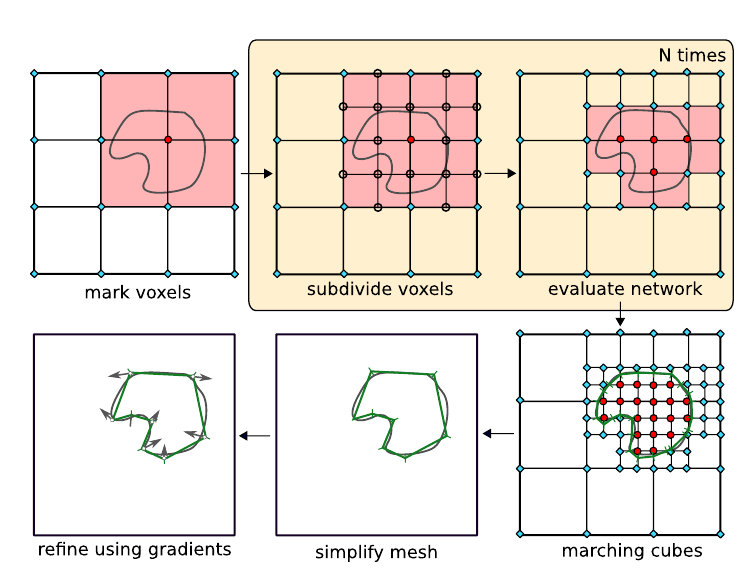 N times
mark voxels
subdivide voxels
evaluate network
refine using gradients
simplify mesh
marching cubes